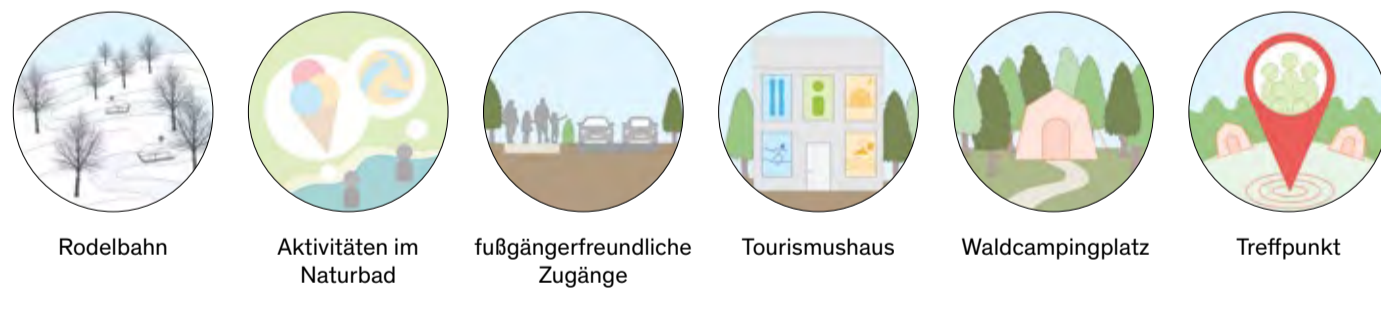 Rodelbahn
Aktivitäten im
Naturbad
fußgängerfreundliche
Zugänge
Tourismushaus
Waldcampingplatz
Treffpunkt